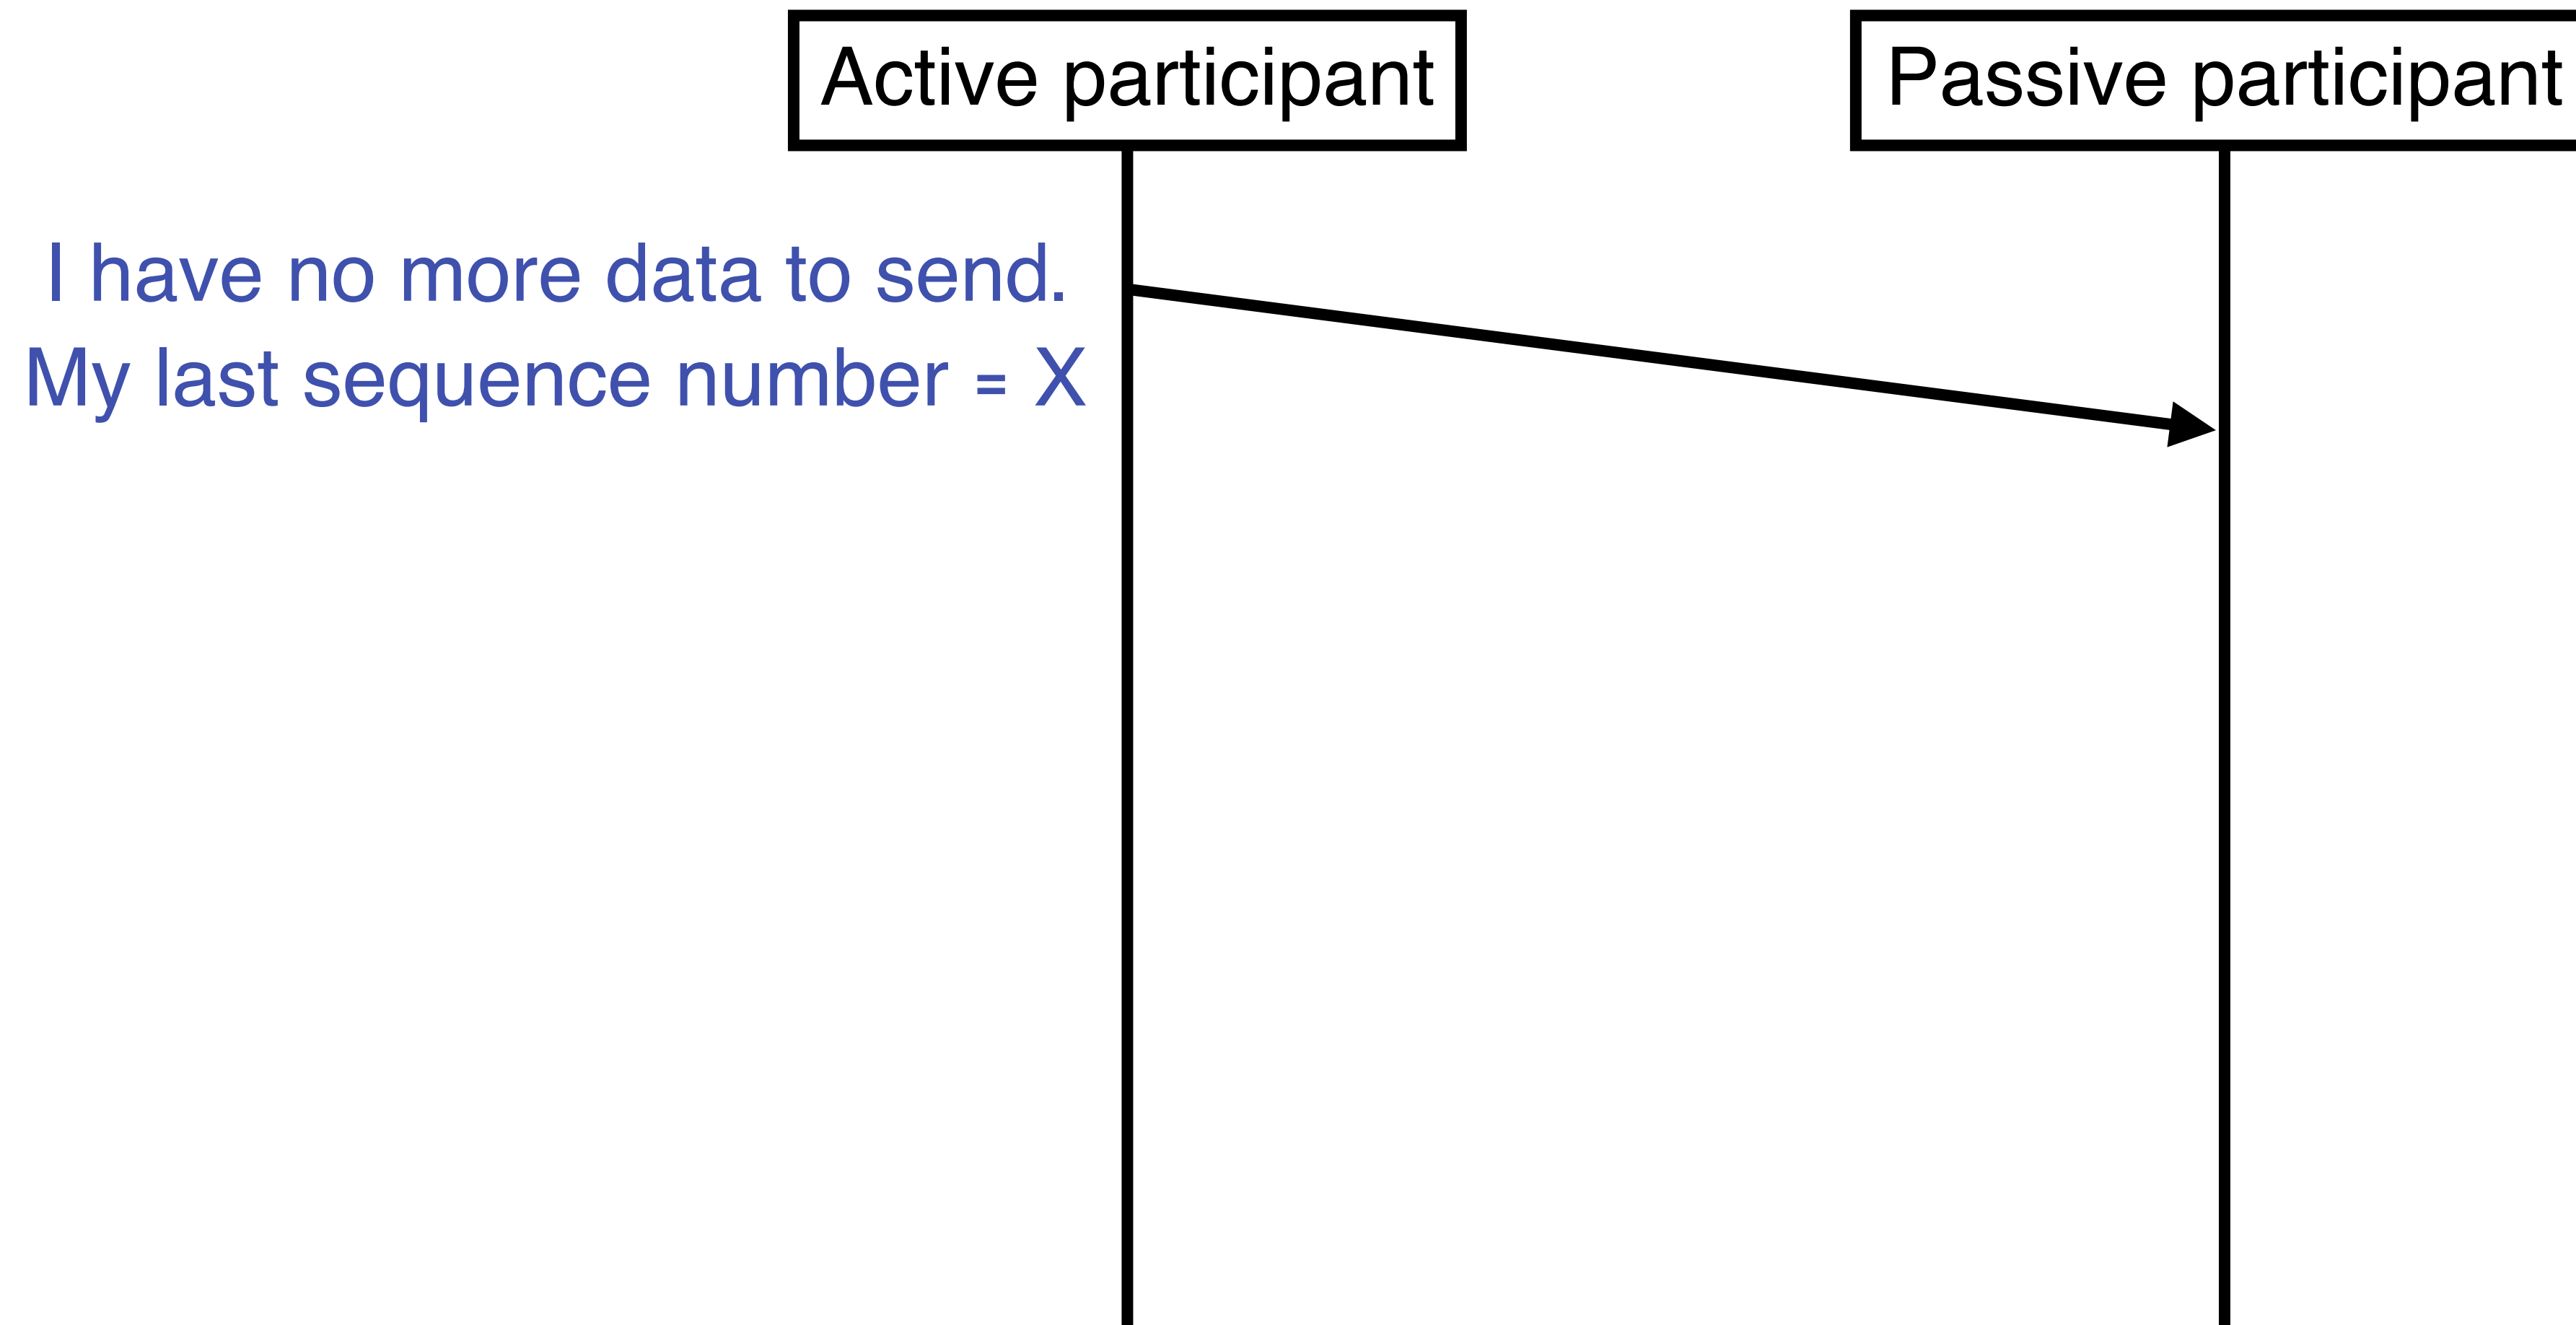 Active participant
Passive participant
I have no more data to send.
My last sequence number = X